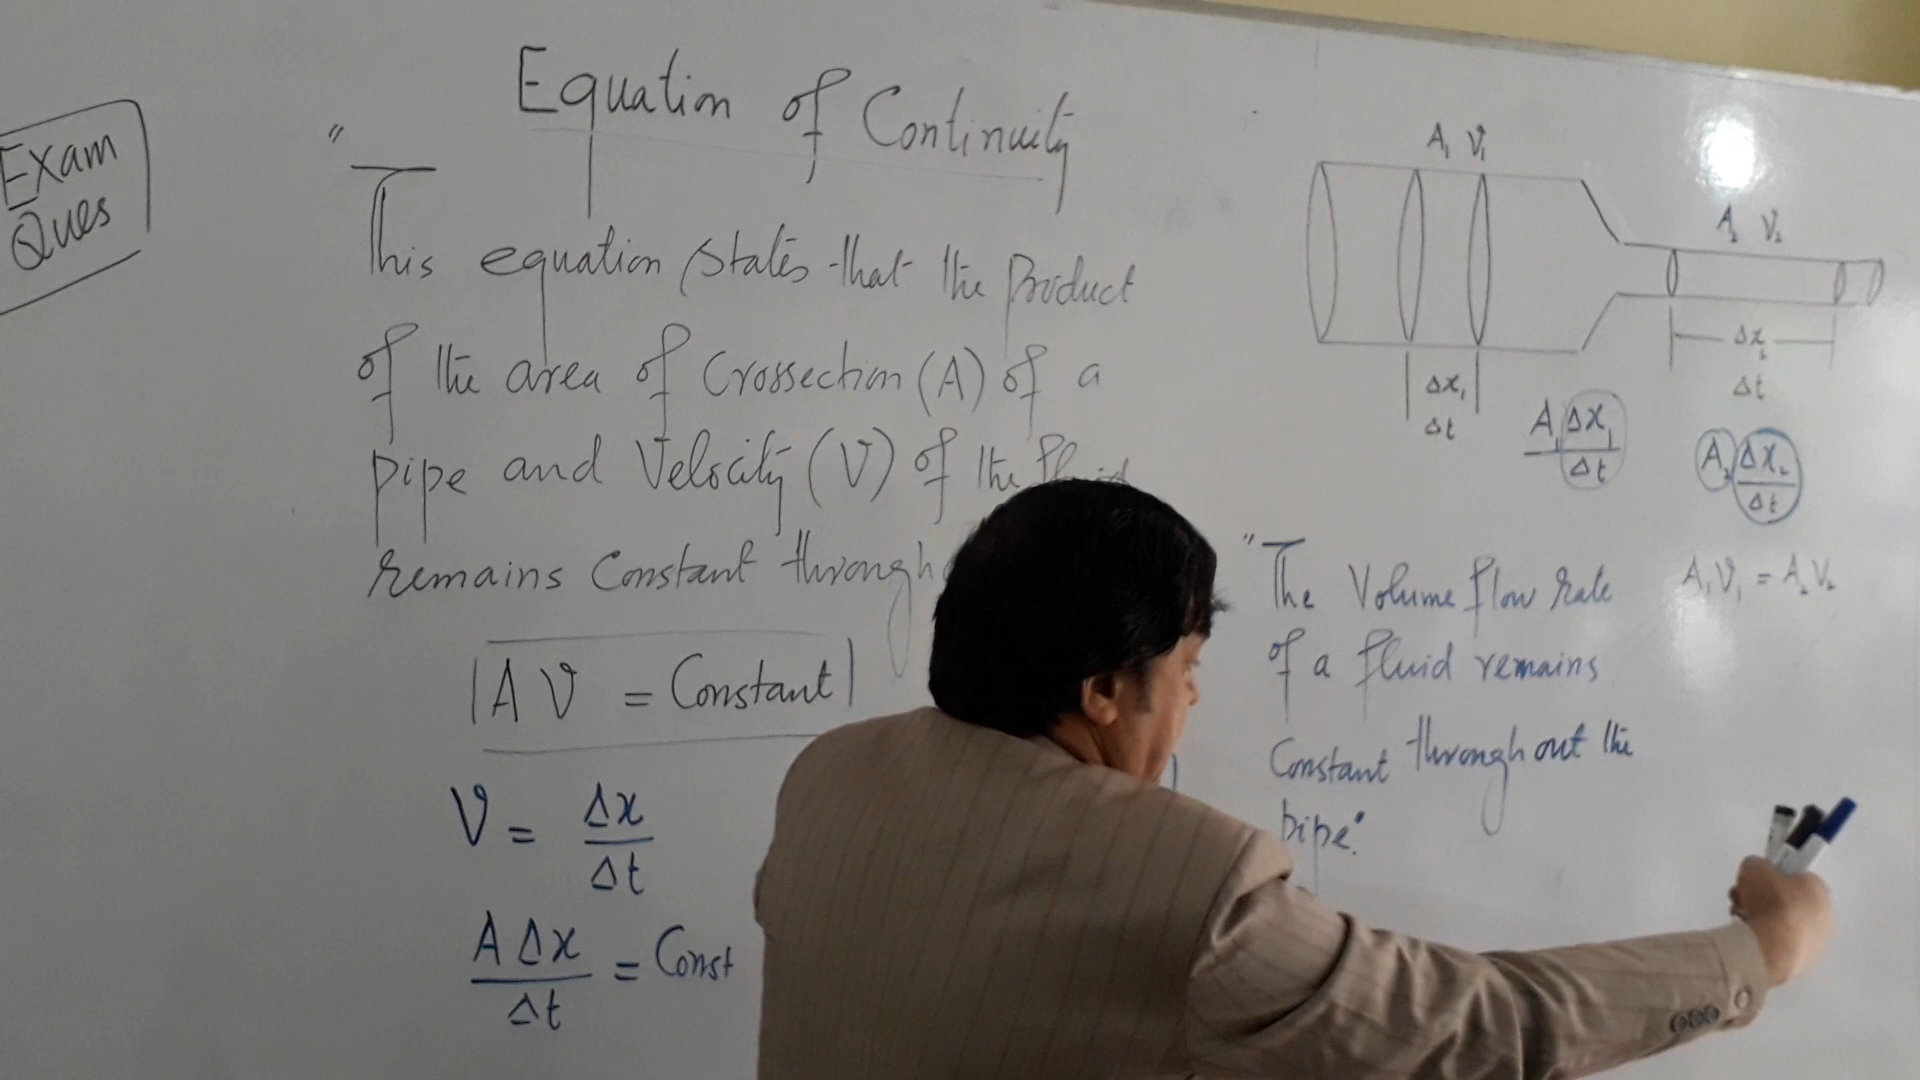 Exam
Ques
Equation of Continuity
" This equation states that the Product
of the area of Crossection (A) of a
pipe and Velocity (V) of the fluid
remains Constant through
A V = Constant
V = Δx / Δt
A Δx / Δt = Const
A₁ V₁
A₂ V₂
Δx₁
Δt
Δx₂
Δt
A₁ Δx₁ / Δt
A₂ Δx₂ / Δt
A₁V₁ = A₂V₂
" The Volume flow rate
of a fluid remains
Constant throughout the
pipe."